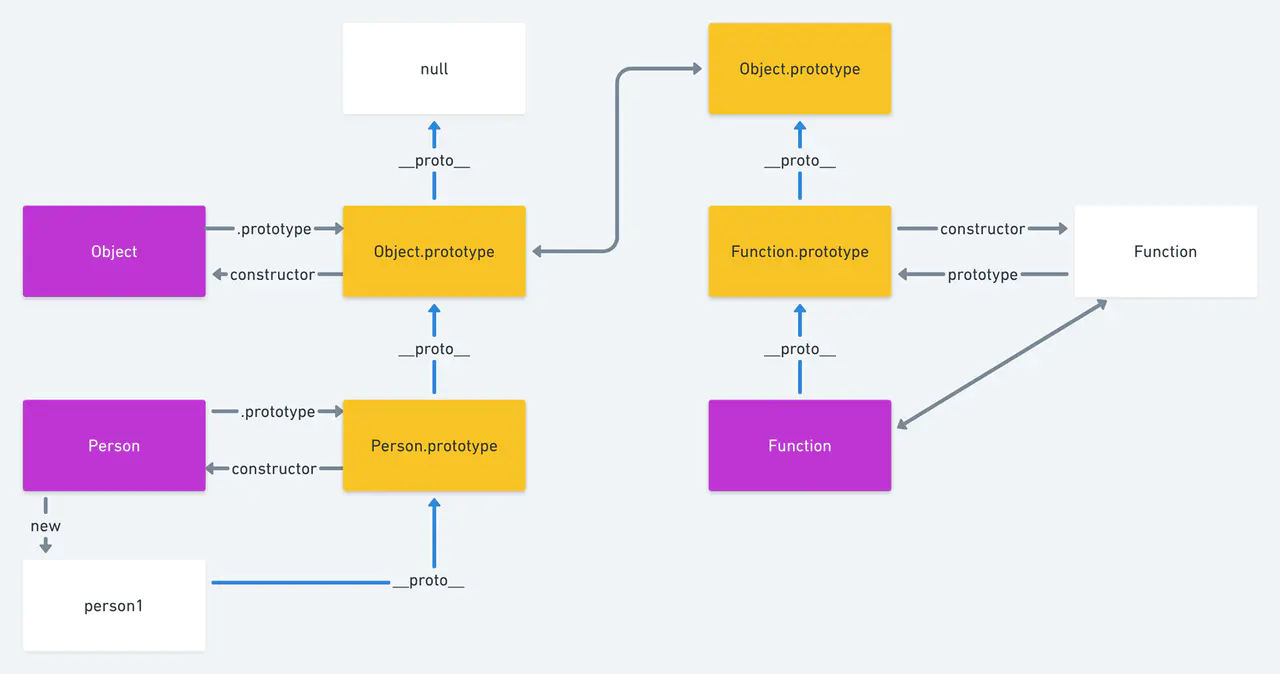 null
Object.prototype
__proto__
__proto__
Object
.prototype
constructor
Object.prototype
Function.prototype
constructor
prototype
Function
__proto__
__proto__
Person
.prototype
constructor
Person.prototype
Function
new
person1
__proto__